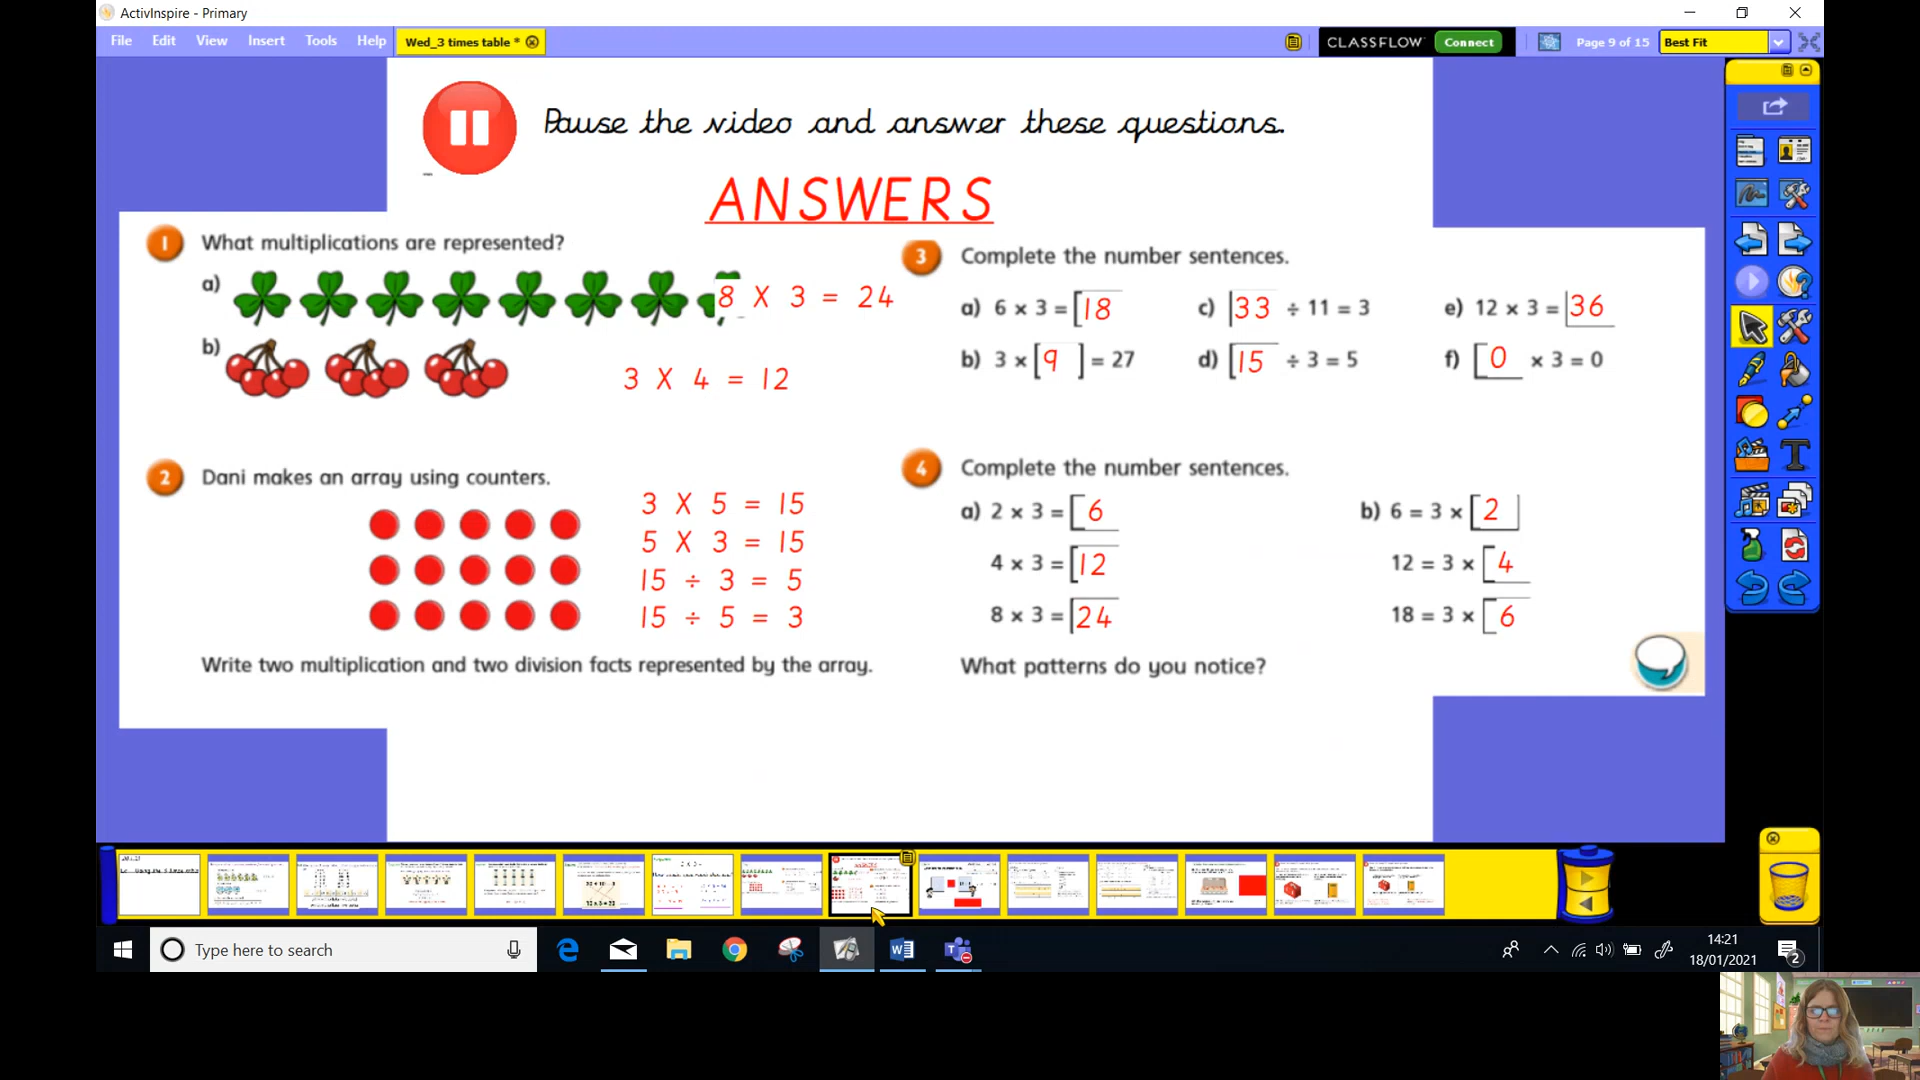 ActivInspire - Primary
File Edit View Insert Tools Help Wed_3 times table * CLASSFLOW Connect Page 9 of 15 Best Fit
Pause the video and answer these questions.
ANSWERS
1 What multiplications are represented?
a) 8 X 3 = 24
b) 3 X 4 = 12
2 Dani makes an array using counters.
3 X 5 = 15
5 X 3 = 15
15 ÷ 3 = 5
15 ÷ 5 = 3
Write two multiplication and two division facts represented by the array.
3 Complete the number sentences.
a) 6 × 3 = 18 c) 33 ÷ 11 = 3 e) 12 × 3 = 36
b) 3 × 9 = 27 d) 15 ÷ 3 = 5 f) 0 × 3 = 0
4 Complete the number sentences.
a) 2 × 3 = 6 b) 6 = 3 × 2
4 × 3 = 12 12 = 3 × 4
8 × 3 = 24 18 = 3 × 6
What patterns do you notice?
Type here to search
14:21
18/01/2021
2